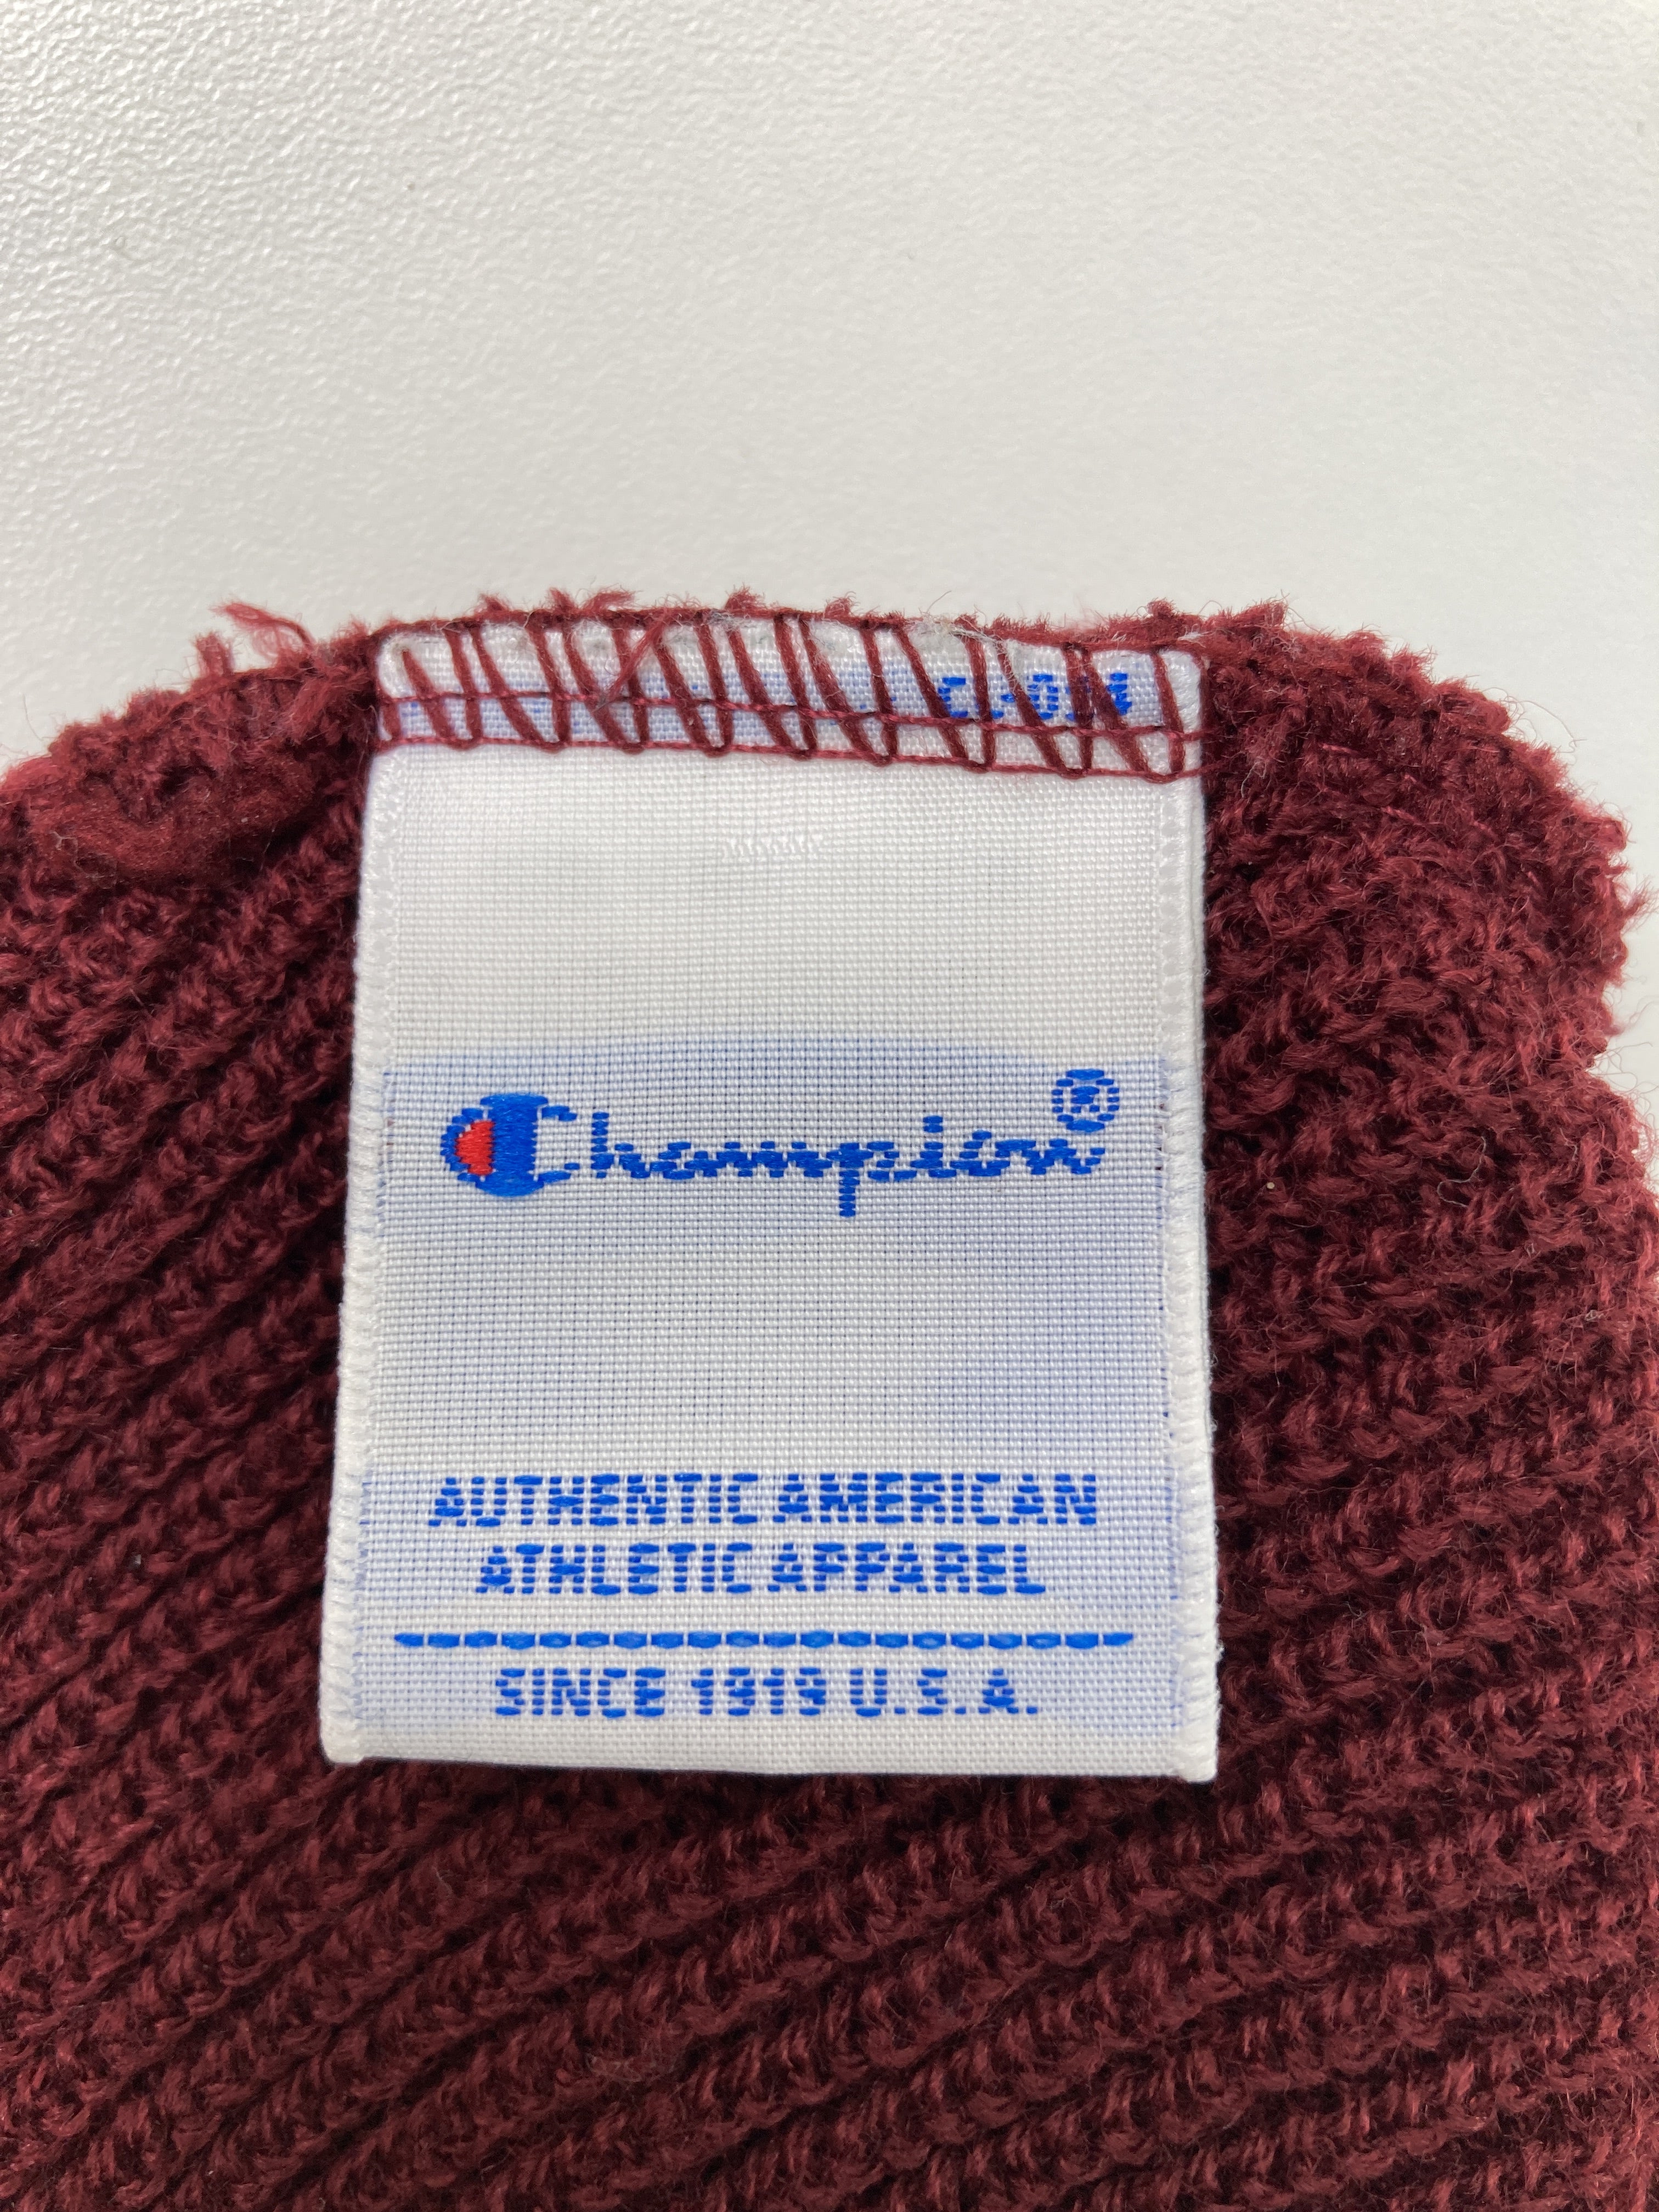 Champion®
AUTHENTIC AMERICAN
ATHLETIC APPAREL
SINCE 1919 U.S.A.